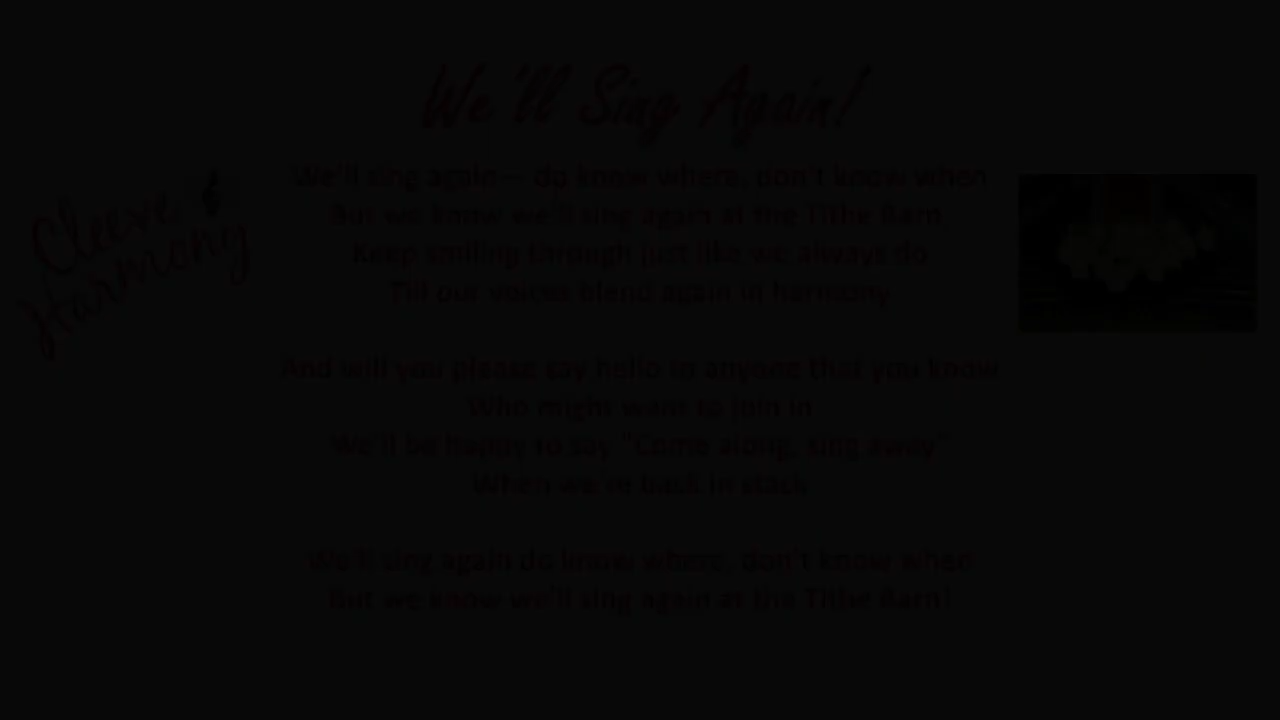 We'll Sing Again!
We'll sing again— do know where, don't know when
But we know we'll sing again at the Tithe Barn,
Keep smiling through just like we always do
Till our voices blend again in harmony
Cleeve
Harmony
And will you please say hello to anyone that you know
Who might want to join in
We'll be happy to say "Come along, sing away"
When we're back in stack
We'll sing again do know where, don't know when
But we know we'll sing again at the Tithe Barn!